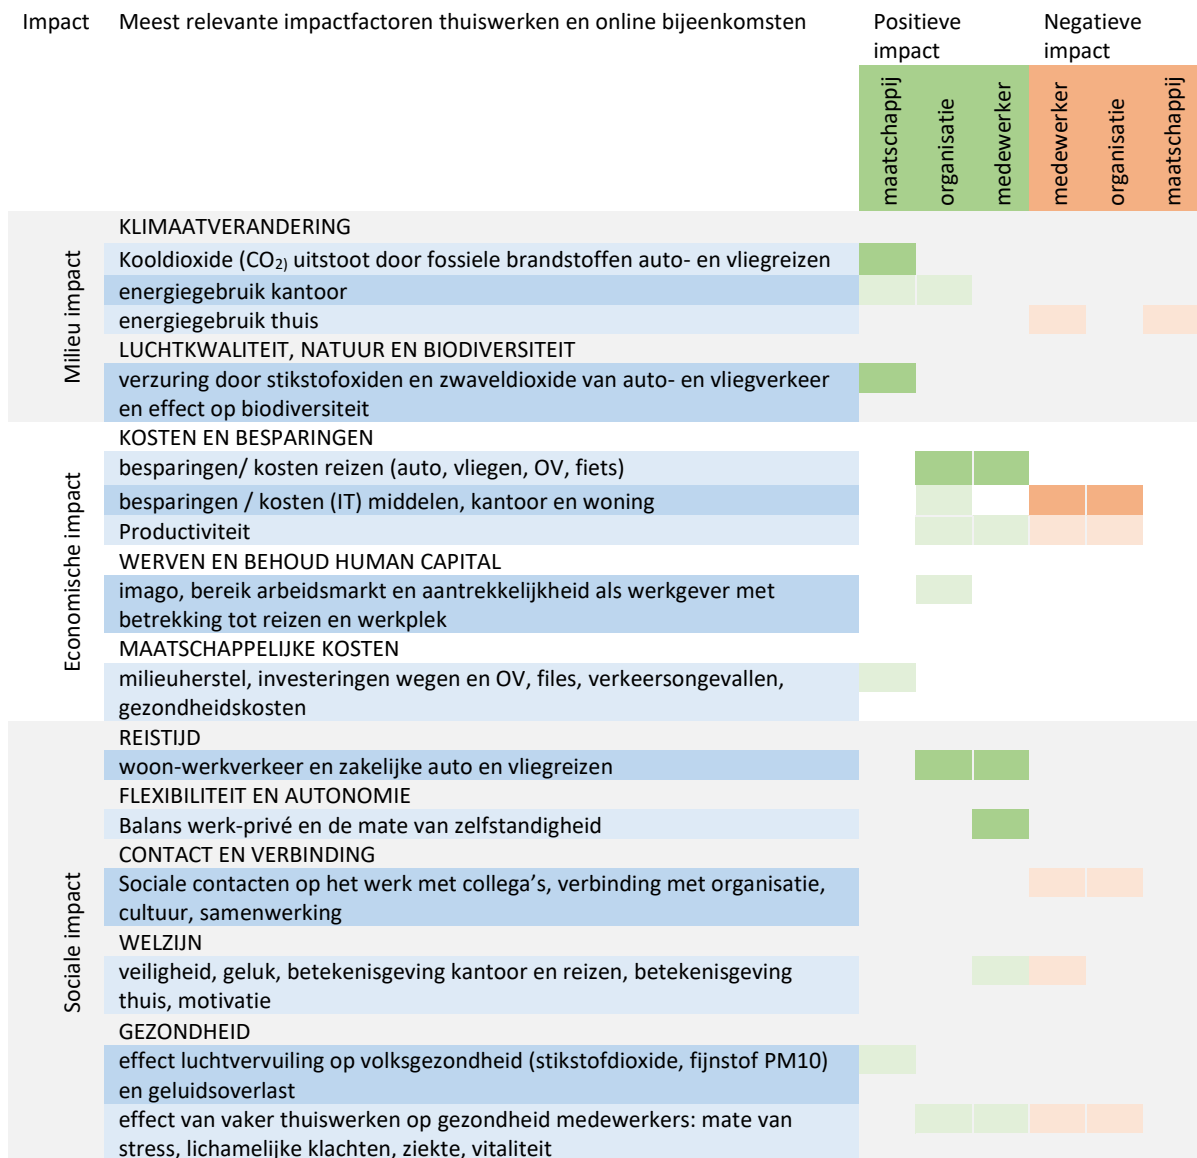 Impact Meest relevante impactfactoren thuiswerken en online bijeenkomsten Positieve impact Negatieve impact
maatschappij organisatie medewerker medewerker organisatie maatschappij
Milieu impact
KLIMAATVERANDERING
Kooldioxide (CO2) uitstoot door fossiele brandstoffen auto- en vliegreizen
energiegebruik kantoor
energiegebruik thuis
LUCHTKWALITEIT, NATUUR EN BIODIVERSITEIT
verzuring door stikstofoxiden en zwaveldioxide van auto- en vliegverkeer
en effect op biodiversiteit
Economische impact
KOSTEN EN BESPARINGEN
besparingen/ kosten reizen (auto, vliegen, OV, fiets)
besparingen / kosten (IT) middelen, kantoor en woning
Productiviteit
WERVEN EN BEHOUD HUMAN CAPITAL
imago, bereik arbeidsmarkt en aantrekkelijkheid als werkgever met
betrekking tot reizen en werkplek
MAATSCHAPPELIJKE KOSTEN
milieuherstel, investeringen wegen en OV, files, verkeersongevallen,
gezondheidskosten
Sociale impact
REISTIJD
woon-werkverkeer en zakelijke auto en vliegreizen
FLEXIBILITEIT EN AUTONOMIE
Balans werk-privé en de mate van zelfstandigheid
CONTACT EN VERBINDING
Sociale contacten op het werk met collega’s, verbinding met organisatie,
cultuur, samenwerking
WELZIJN
veiligheid, geluk, betekenisgeving kantoor en reizen, betekenisgeving
thuis, motivatie
GEZONDHEID
effect luchtvervuiling op volksgezondheid (stikstofdioxide, fijnstof PM10)
en geluidsoverlast
effect van vaker thuiswerken op gezondheid medewerkers: mate van
stress, lichamelijke klachten, ziekte, vitaliteit